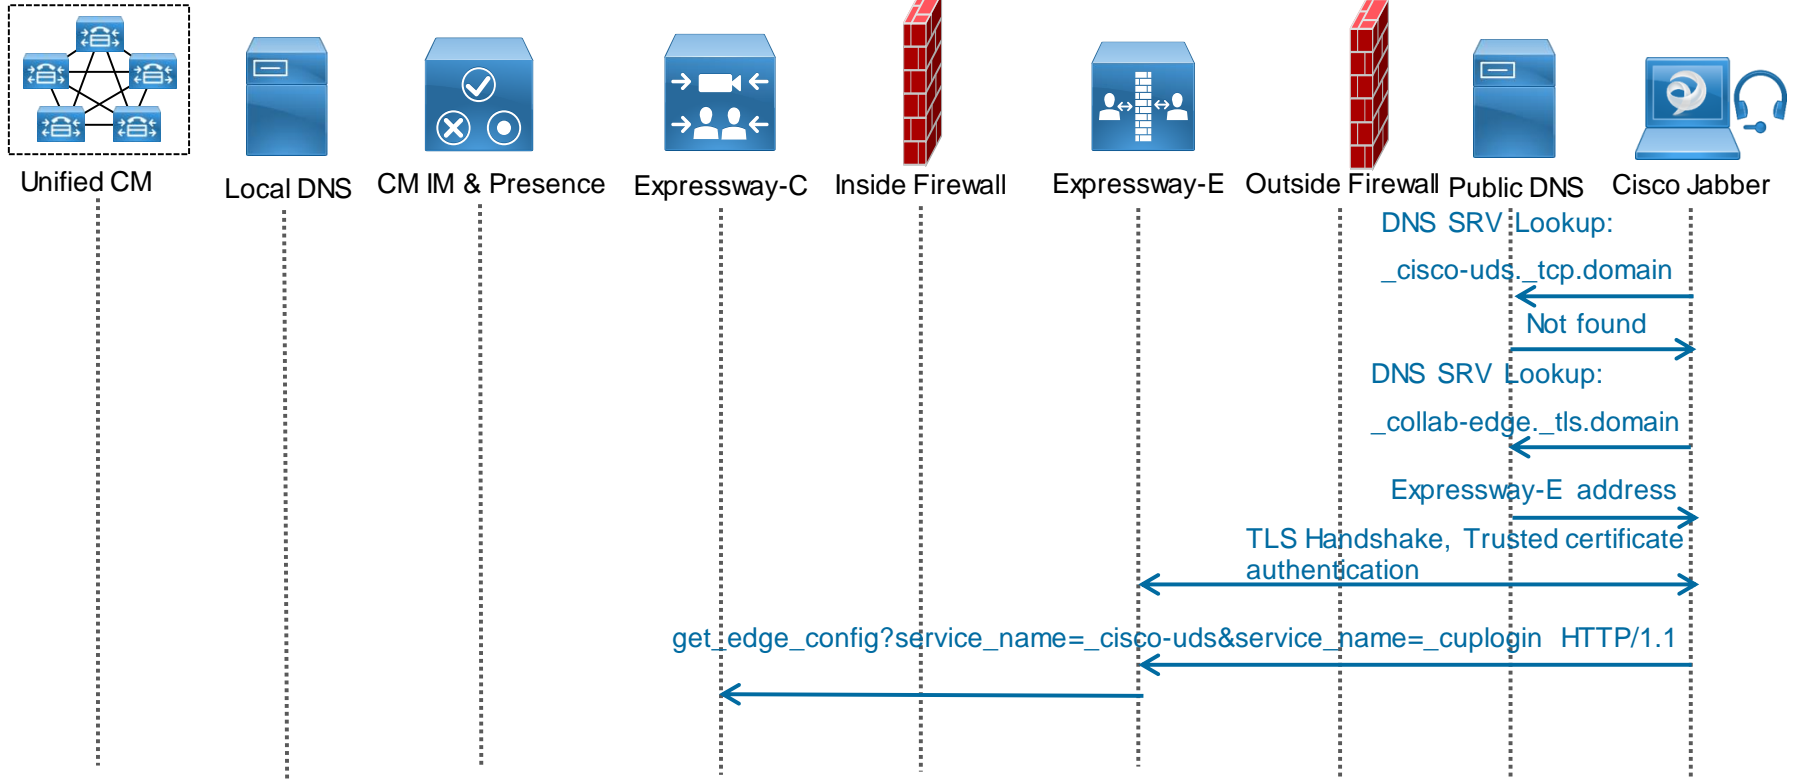 Unified CM
Local DNS
CM IM & Presence
Expressway-C
Inside Firewall
Expressway-E
Outside Firewall
Public DNS
Cisco Jabber
DNS SRV Lookup:
_cisco-uds._tcp.domain
Not found
DNS SRV Lookup:
_collab-edge._tls.domain
Expressway-E address
TLS Handshake, Trusted certificate
authentication
get_edge_config?service_name=_cisco-uds&service_name=_cuplogin HTTP/1.1